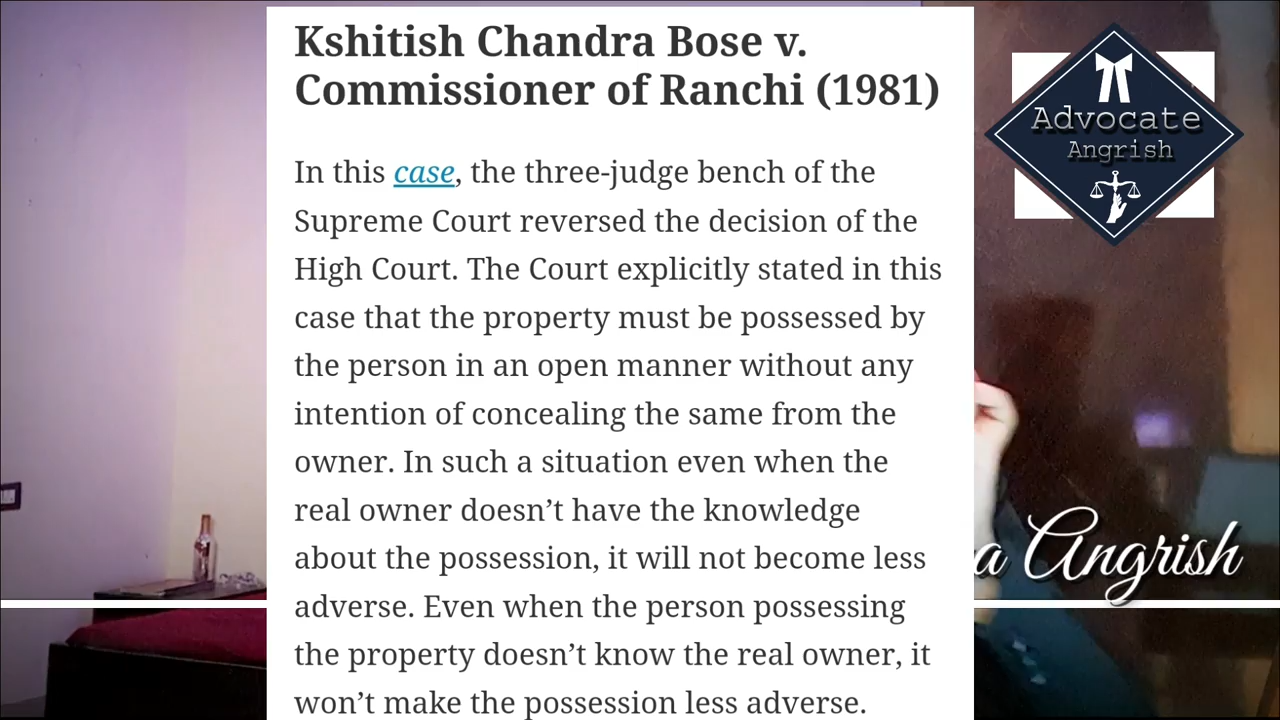 Kshitish Chandra Bose v.
Commissioner of Ranchi (1981)
In this case, the three-judge bench of the
Supreme Court reversed the decision of the
High Court. The Court explicitly stated in this
case that the property must be possessed by
the person in an open manner without any
intention of concealing the same from the
owner. In such a situation even when the
real owner doesn’t have the knowledge
about the possession, it will not become less
adverse. Even when the person possessing
the property doesn’t know the real owner, it
won’t make the possession less adverse.
Advocate
Angrish
a Angrish